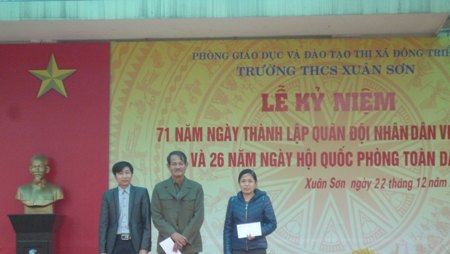 PHÒNG GIÁO DỤC VÀ ĐÀO TẠO THỊ XÃ ĐÔNG TRIỀ
TRƯỜNG THCS XUÂN SƠN
LỄ KỶ NIỆM
71 NĂM NGÀY THÀNH LẬP QUÂN ĐỘI NHÂN DÂN VI
VÀ 26 NĂM NGÀY HỘI QUỐC PHÒNG TOÀN DÂ
Xuân Sơn ngày 22 tháng 12 năm